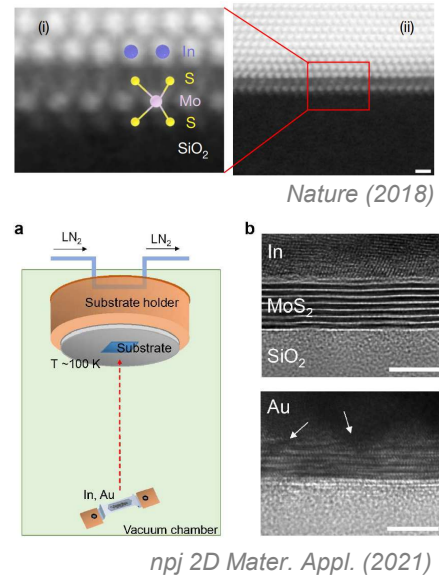 (i)
(ii)
In
S
Mo
S
SiO₂
Nature (2018)
a
b
LN₂
LN₂
Substrate holder
Substrate
T ~100 K
In, Au
Vacuum chamber
In
MoS₂
SiO₂
Au
npj 2D Mater. Appl. (2021)